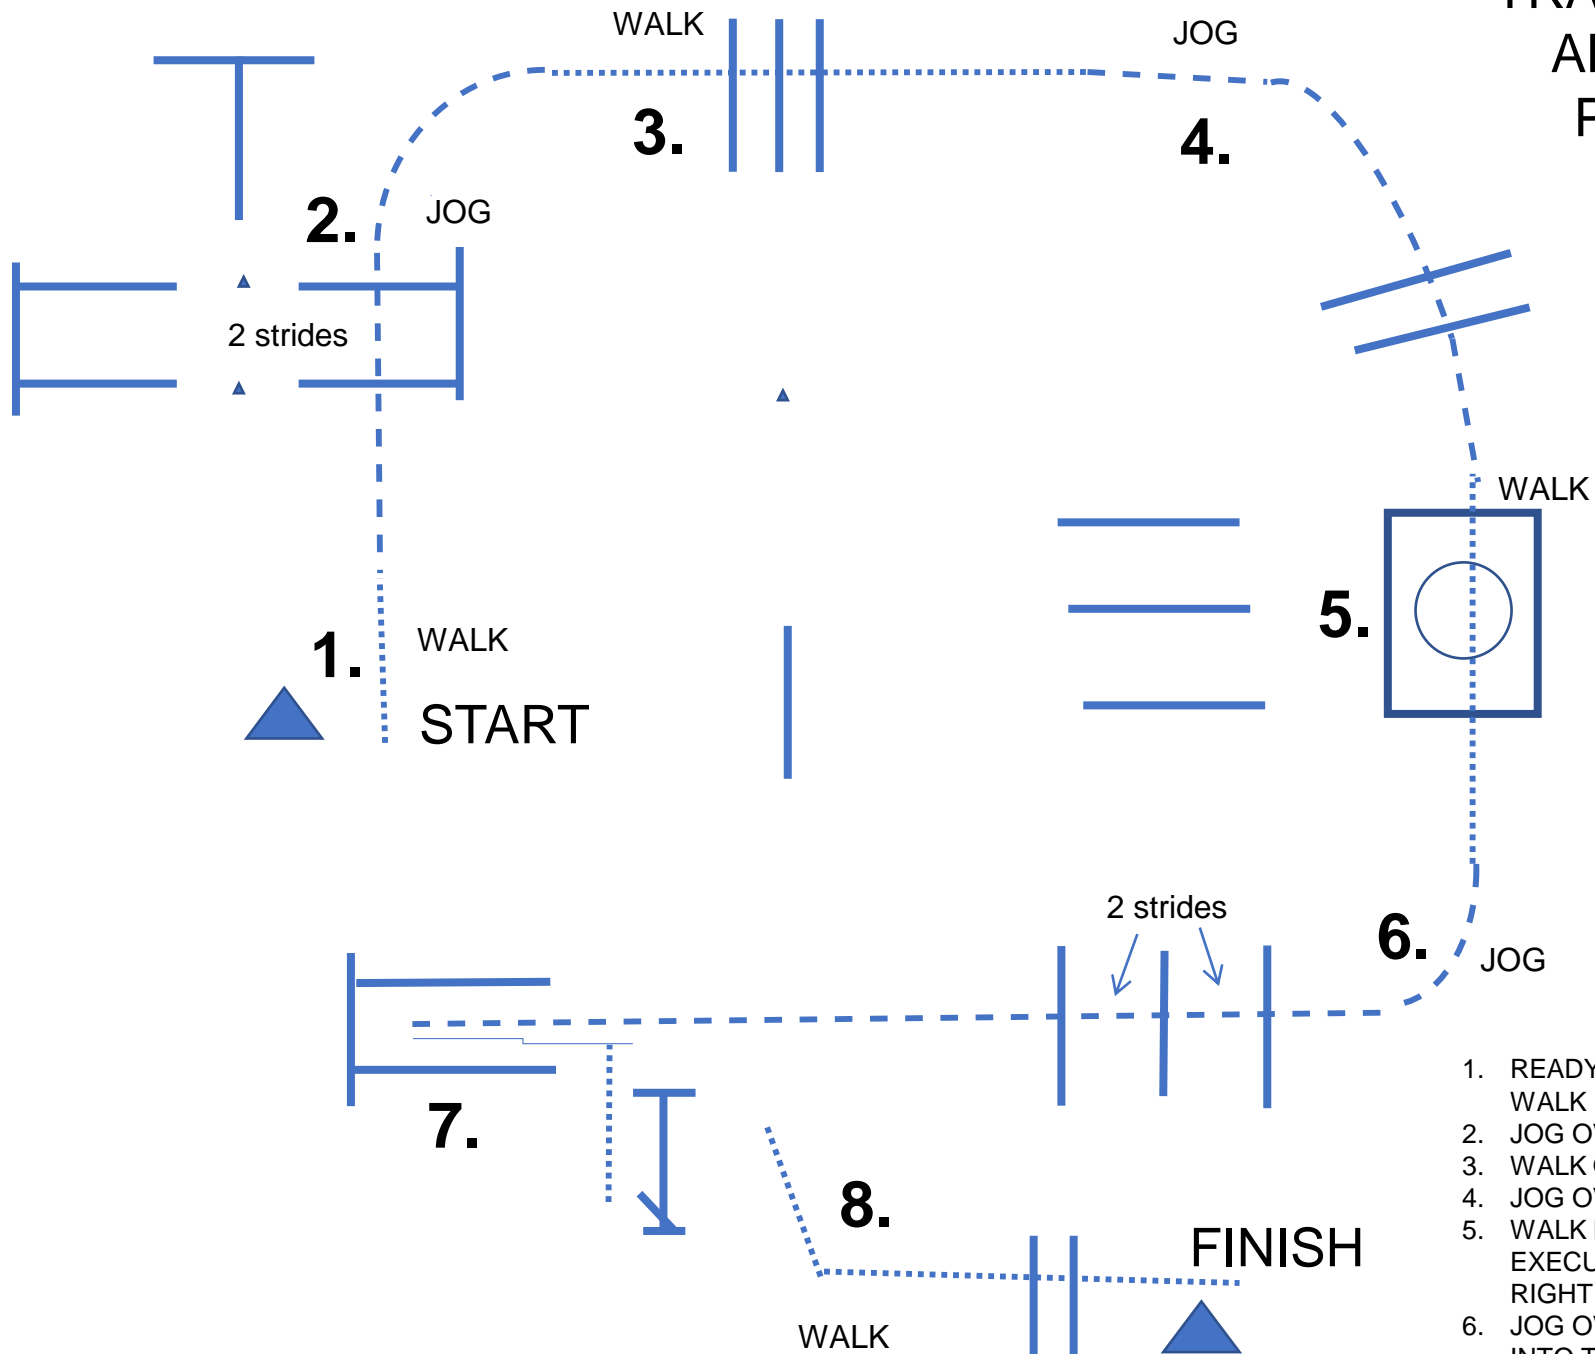 WALK
JOG
3.
4.
2.
JOG
2 strides
WALK
5.
1.
WALK
START
2 strides
6.
JOG
7.
8.
FINISH
WALK
1. READY
WALK
2. JOG
3. WALK
4. JOG
5. WALK
RIGHT
6. JOG